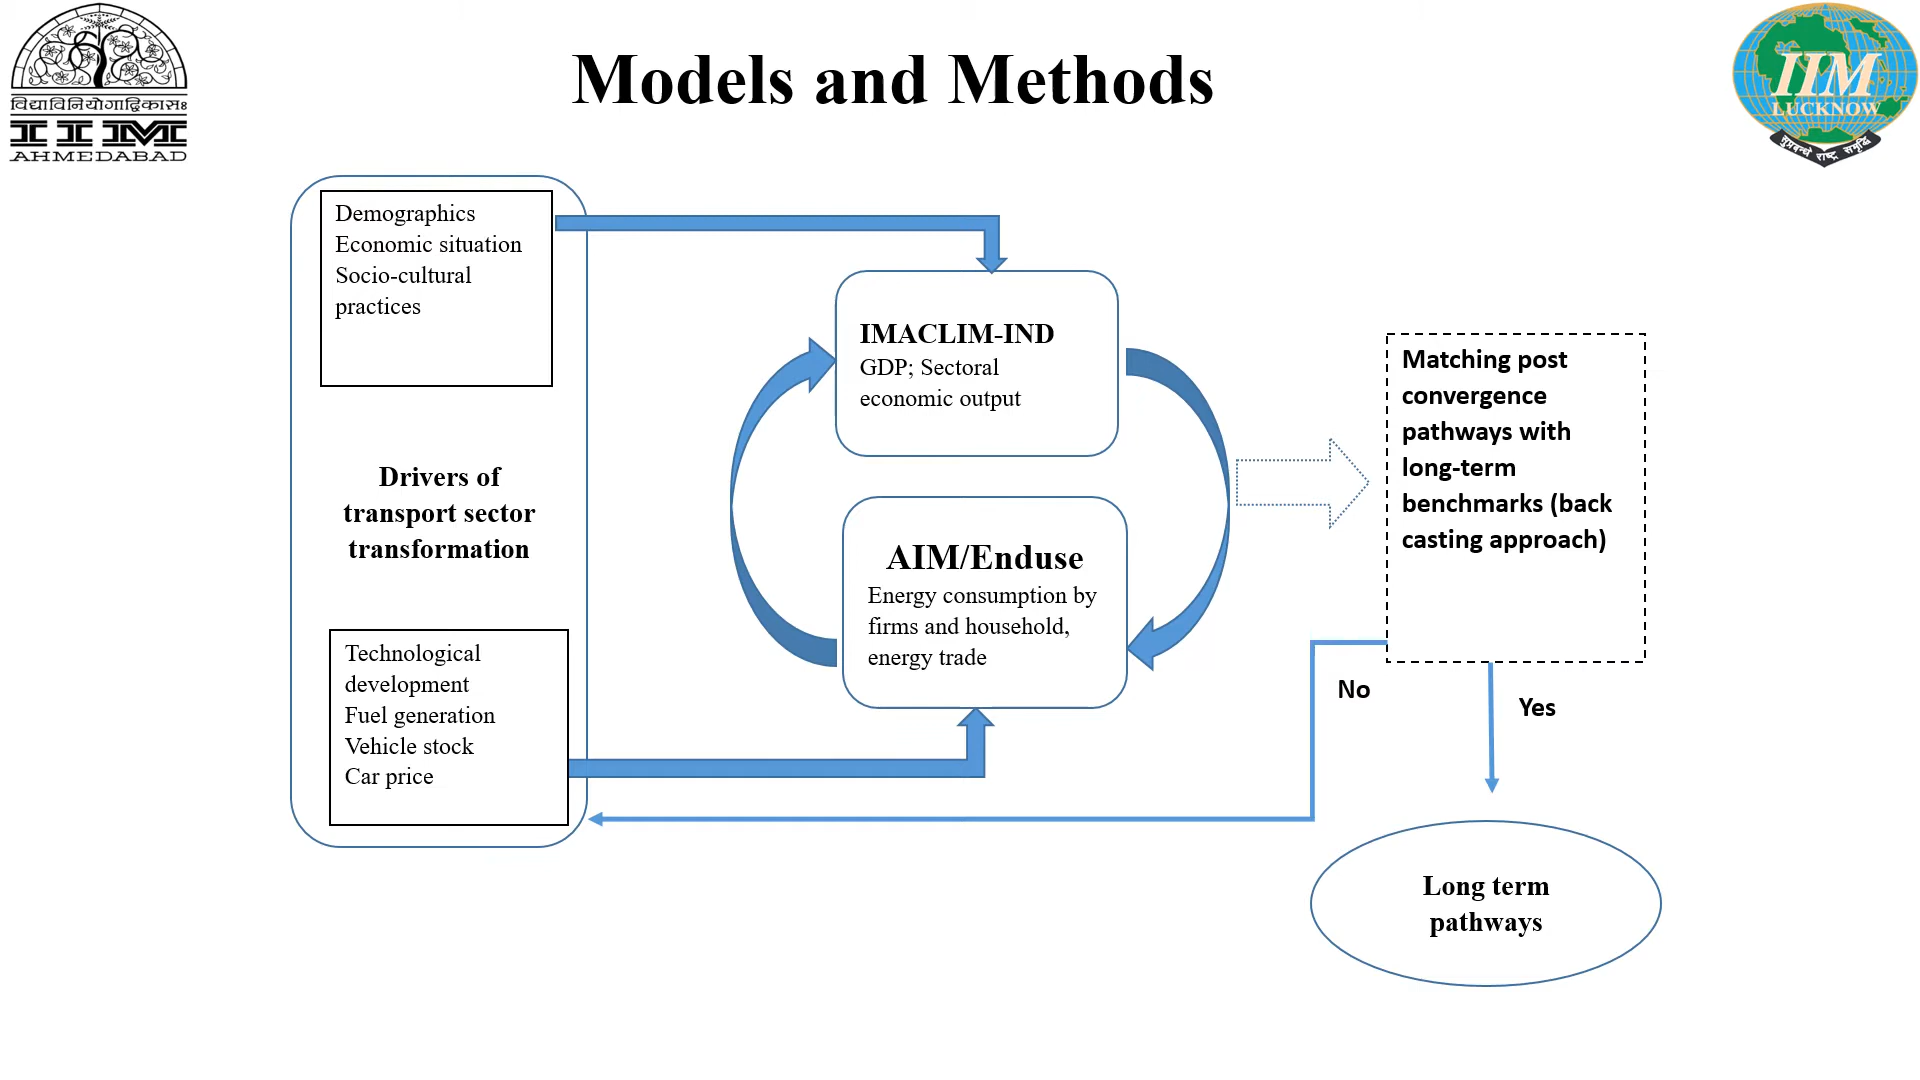 विद्याविनियोगाद्विकासः
IIM
AHMEDABAD
Models and Methods
IIM
LUCKNOW
सुप्रबन्धे राष्ट्र समृद्धि
Demographics
Economic situation
Socio-cultural
practices
Drivers of
transport sector
transformation
Technological
development
Fuel generation
Vehicle stock
Car price
IMACLIM-IND
GDP; Sectoral
economic output
AIM/Enduse
Energy consumption by
firms and household,
energy trade
Matching post
convergence
pathways with
long-term
benchmarks (back
casting approach)
No
Yes
Long term
pathways